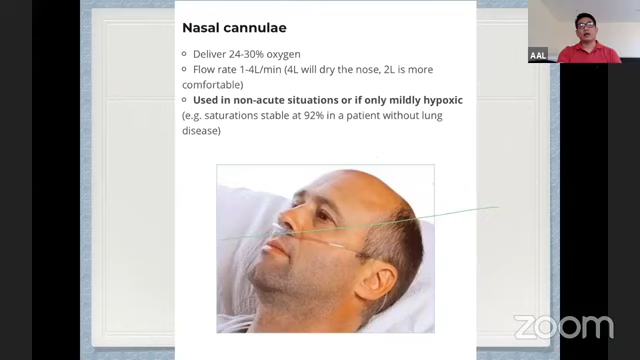 Nasal cannulae
Deliver 24-30% oxygen
Flow rate 1-4L/min (4L will dry the nose, 2L is more
comfortable)
Used in non-acute situations or if only mildly hypoxic
(e.g. saturations stable at 92% in a patient without lung
disease)
AAL
zoom